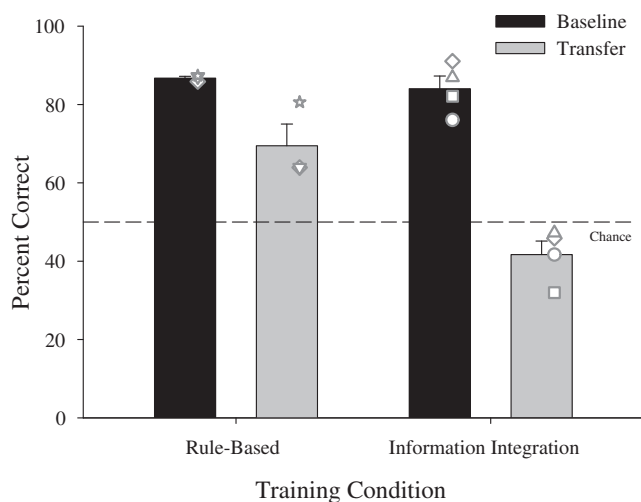 Baseline
Transfer
Percent Correct
100
80
60
40
20
0
Chance
Rule-Based
Information Integration
Training Condition